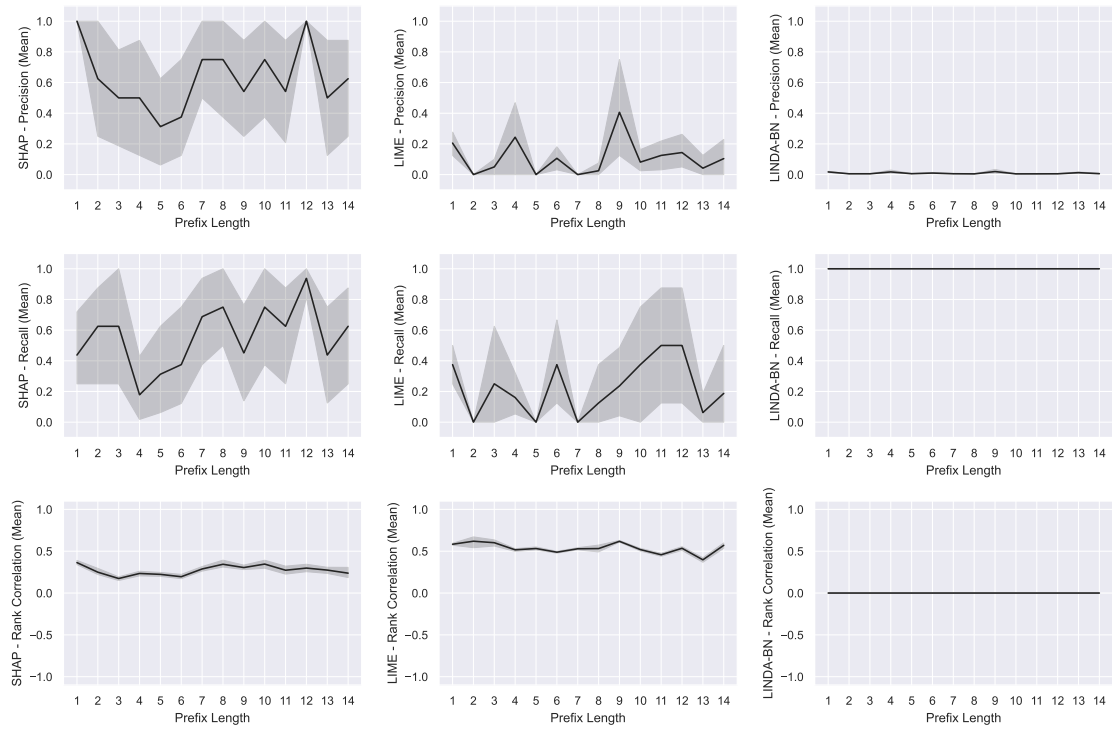 SHAP - Precision (Mean)
1.0
0.8
0.6
0.4
0.2
0.0
1 2 3 4 5 6 7 8 9 10 11 12 13 14
Prefix Length
LIME - Precision (Mean)
1.0
0.8
0.6
0.4
0.2
0.0
1 2 3 4 5 6 7 8 9 10 11 12 13 14
Prefix Length
LINDA-BN - Precision (Mean)
1.0
0.8
0.6
0.4
0.2
0.0
1 2 3 4 5 6 7 8 9 10 11 12 13 14
Prefix Length
SHAP - Recall (Mean)
1.0
0.8
0.6
0.4
0.2
0.0
1 2 3 4 5 6 7 8 9 10 11 12 13 14
Prefix Length
LIME - Recall (Mean)
1.0
0.8
0.6
0.4
0.2
0.0
1 2 3 4 5 6 7 8 9 10 11 12 13 14
Prefix Length
LINDA-BN - Recall (Mean)
1.0
0.8
0.6
0.4
0.2
0.0
1 2 3 4 5 6 7 8 9 10 11 12 13 14
Prefix Length
SHAP - Rank Correlation (Mean)
1.0
0.5
0.0
−0.5
−1.0
1 2 3 4 5 6 7 8 9 10 11 12 13 14
Prefix Length
LIME - Rank Correlation (Mean)
1.0
0.5
0.0
−0.5
−1.0
1 2 3 4 5 6 7 8 9 10 11 12 13 14
Prefix Length
LINDA-BN - Rank Correlation (Mean)
1.0
0.5
0.0
−0.5
−1.0
1 2 3 4 5 6 7 8 9 10 11 12 13 14
Prefix Length